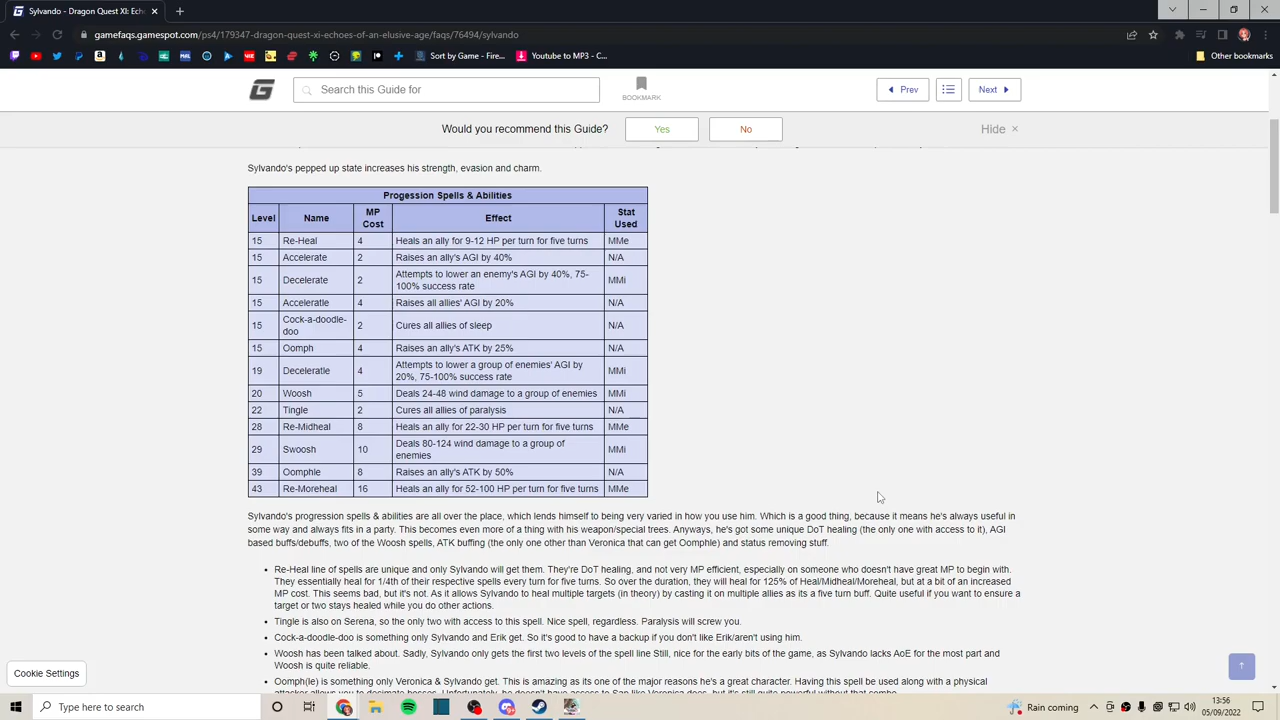 Sylvando - Dragon Quest XI: Echoes
gamefaqs.gamespot.com/ps4/179347-dragon-quest-xi-echoes-of-an-elusive-age/faqs/76494/sylvando
Sort by Game - Fire... Youtube to MP3 - C... Other bookmarks
Search this Guide for
BOOKMARK
Prev
Next
Would you recommend this Guide? Yes No Hide ×
Sylvando's pepped up state increases his strength, evasion and charm.
Progession Spells & Abilities
Level Name MP Cost Effect Stat Used
15 Re-Heal 4 Heals an ally for 9-12 HP per turn for five turns MMe
15 Accelerate 2 Raises an ally's AGI by 40% N/A
15 Decelerate 2 Attempts to lower an enemy's AGI by 40%, 75-
100% success rate MMi
15 Acceleratle 4 Raises all allies' AGI by 20% N/A
15 Cock-a-doodle-
doo 2 Cures all allies of sleep N/A
15 Oomph 4 Raises an ally's ATK by 25% N/A
19 Deceleratle 4 Attempts to lower a group of enemies' AGI by
20%, 75-100% success rate MMi
20 Woosh 5 Deals 24-48 wind damage to a group of enemies MMi
22 Tingle 2 Cures all allies of paralysis N/A
28 Re-Midheal 8 Heals an ally for 22-30 HP per turn for five turns MMe
29 Swoosh 10 Deals 80-124 wind damage to a group of
enemies MMi
39 Oomphle 8 Raises an ally's ATK by 50% N/A
43 Re-Moreheal 16 Heals an ally for 52-100 HP per turn for five turns MMe
Sylvando's progression spells & abilities are all over the place, which lends himself to being very varied in how you use him. Which is a good thing, because it means he's always useful in
some way and always fits in a party. This becomes even more of a thing with his weapon/special trees. Anyways, he's got some unique DoT healing (the only one with access to it), AGI
based buffs/debuffs, two of the Woosh spells, ATK buffing (the only one other than Veronica that can get Oomphle) and status removing stuff.
Re-Heal line of spells are unique and only Sylvando will get them. They're DoT healing, and not very MP efficient, especially on someone who doesn't have great MP to begin with.
They essentially heal for 1/4th of their respective spells every turn for five turns. So over the duration, they will heal for 125% of Heal/Midheal/Moreheal, but at a bit of an increased
MP cost. This seems bad, but it's not. As it allows Sylvando to heal multiple targets (in theory) by casting it on multiple allies as its a five turn buff. Quite useful if you want to ensure a
target or two stays healed while you do other actions.
Tingle is also on Serena, so the only two with access to this spell. Nice spell, regardless. Paralysis will screw you.
Cock-a-doodle-doo is something only Sylvando and Erik get. So it's good to have a backup if you don't like Erik/aren't using him.
Woosh has been talked about. Sadly, Sylvando only gets the first two levels of the spell line Still, nice for the early bits of the game, as Sylvando lacks AoE for the most part and
Woosh is quite reliable.
Oomph(le) is something only Veronica & Sylvando get. This is amazing as its one of the major reasons he's a great character. Having this spell be used along with a physical
Cookie Settings
Type here to search
Rain coming
13:56
05/09/2022